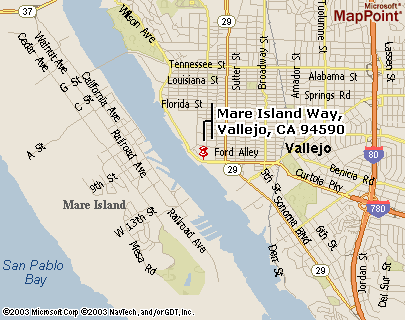 37
Wilson Ave
29
Microsoft®
MapPoint®
Tuolumne St
Lassen St
Walnut Ave
Cedar Ave
G St
C St
California Ave
Railroad Ave
A St
Tennessee St
Louisiana St
Florida St
Sutter St
Broadway St
Amador St
Alabama St
Springs Rd
Mare Island Way,
Vallejo, CA 94590
Ford Alley
Vallejo
80
29
Benicia Rd
Curtola Pky
780
5th St
Sonoma Blvd
6th St
9th St
Mare Island
W 13th St
Railroad Ave
Mesa Rd
Derr St
29
Jordan St
Del Sur St
San Pablo
Bay
©2003 Microsoft Corp ©2003 NavTech, and/or GDT, Inc.